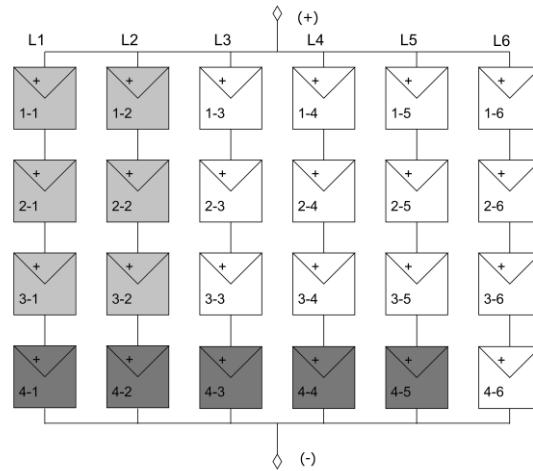 (+)
L1 L2 L3 L4 L5 L6
+ + + + + +
1-1 1-2 1-3 1-4 1-5 1-6
+ + + + + +
2-1 2-2 2-3 2-4 2-5 2-6
+ + + + + +
3-1 3-2 3-3 3-4 3-5 3-6
+ + + + + +
4-1 4-2 4-3 4-4 4-5 4-6
(-)